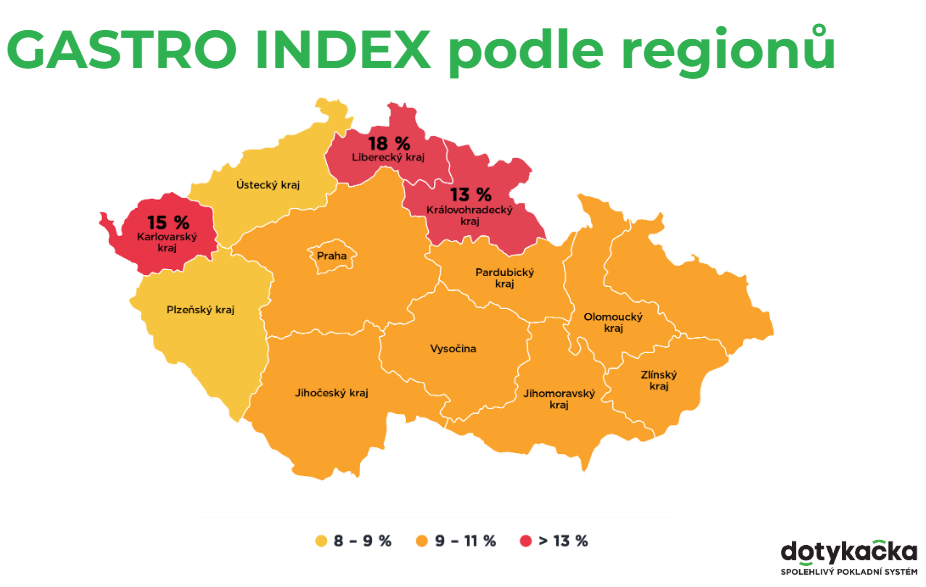 GASTRO INDEX podle regionů
18 %
Liberecký kraj
Ústecký kraj
13 %
Královohradecký
kraj
15 %
Karlovarský
kraj
Praha
Pardubický
kraj
Plzeňský kraj
Olomoucký
kraj
Vysočina
Zlínský
kraj
Jihočeský kraj
Jihomoravský
kraj
8 – 9 %
9 – 11 %
> 13 %
dotykačka
SPOLEHLIVÝ POKLADNÍ SYSTÉM